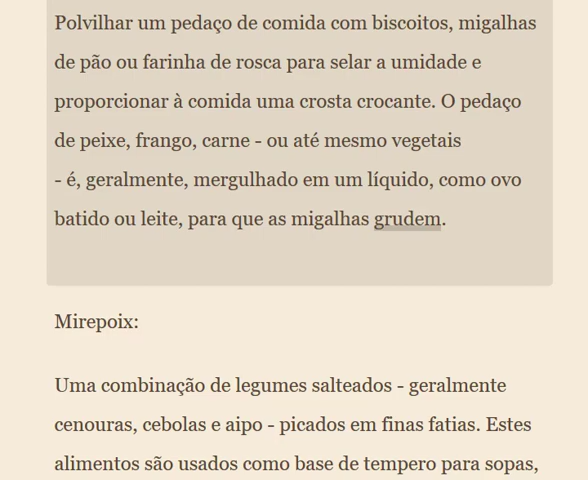 Polvilhar um pedaço de comida com biscoitos, migalhas
de pão ou farinha de rosca para selar a umidade e
proporcionar à comida uma crosta crocante. O pedaço
de peixe, frango, carne - ou até mesmo vegetais
- é, geralmente, mergulhado em um líquido, como ovo
batido ou leite, para que as migalhas grudem.
Mirepoix:
Uma combinação de legumes salteados - geralmente
cenouras, cebolas e aipo - picados em finas fatias. Estes
alimentos são usados como base de tempero para sopas,